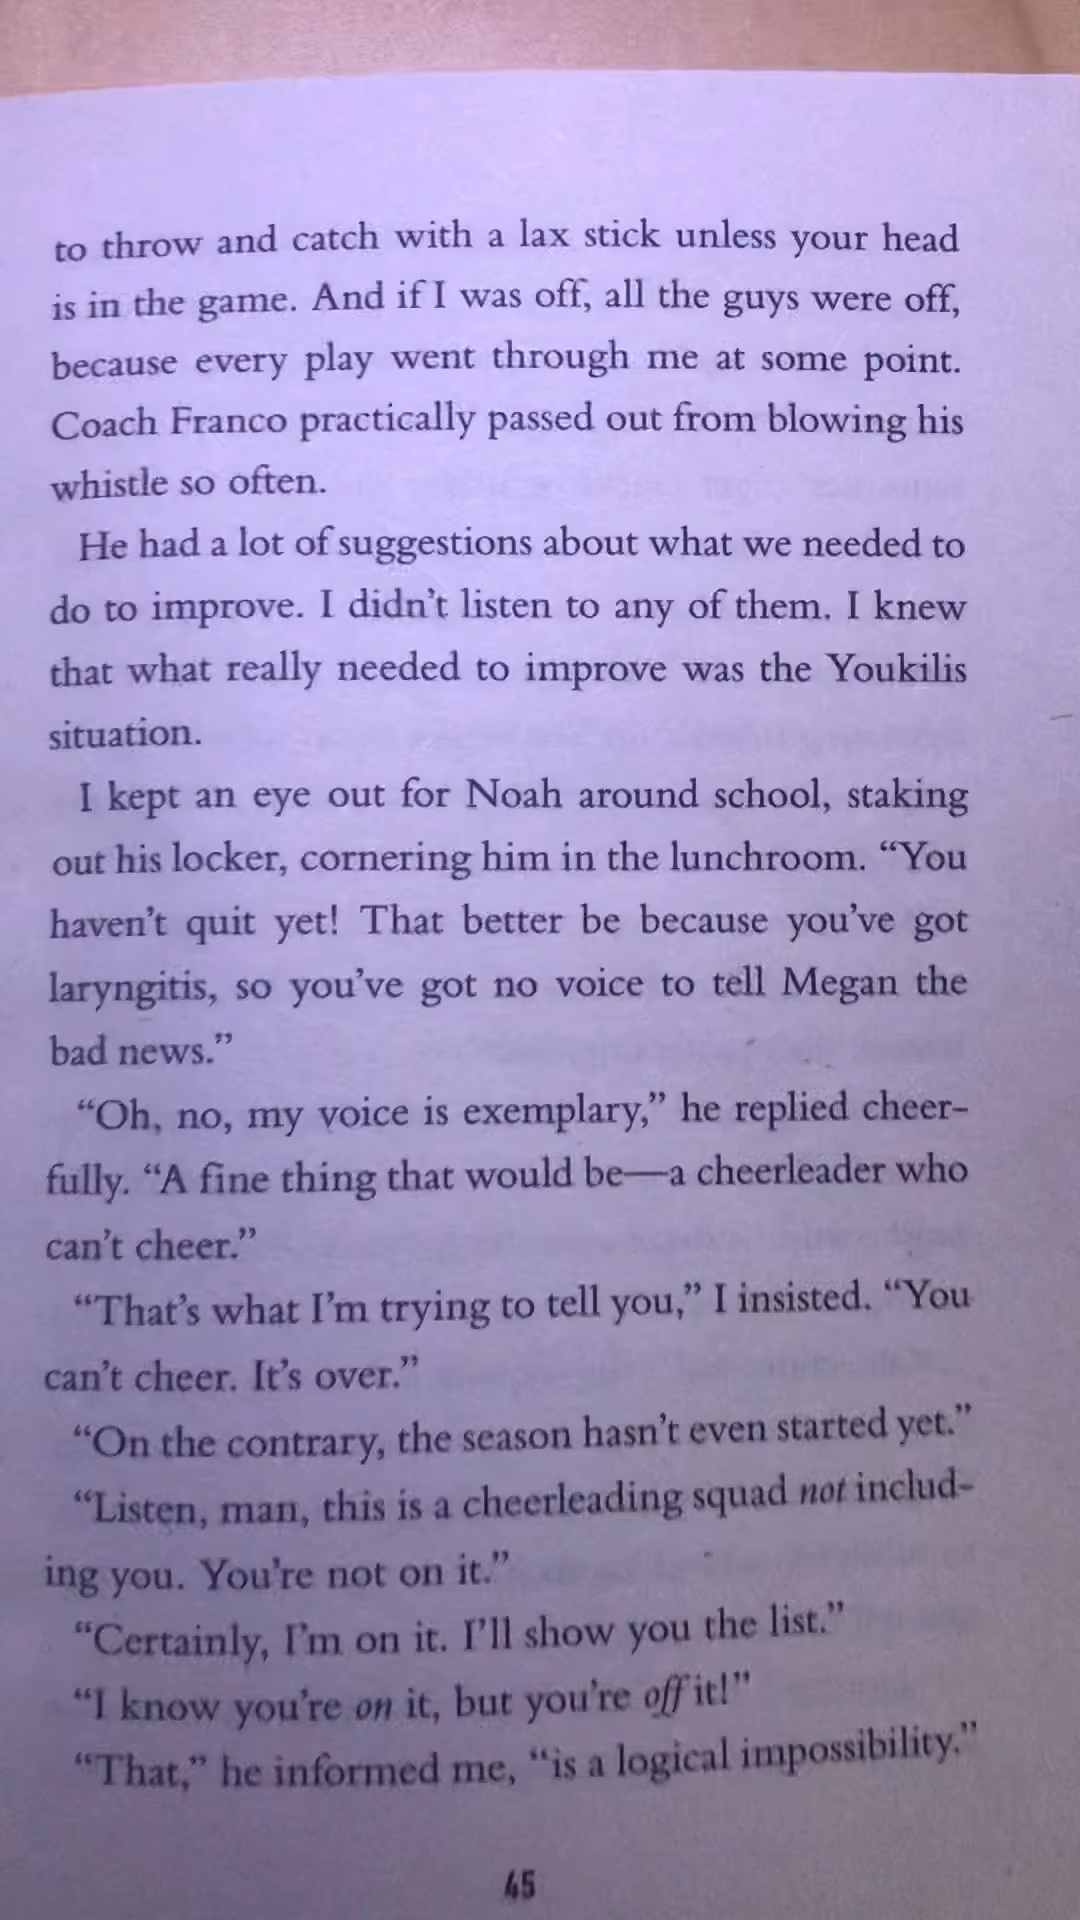 to throw and catch with a lax stick unless your head
is in the game. And if I was off, all the guys were off,
because every play went through me at some point.
Coach Franco practically passed out from blowing his
whistle so often.
He had a lot of suggestions about what we needed to
do to improve. I didn’t listen to any of them. I knew
that what really needed to improve was the Youkilis
situation.
I kept an eye out for Noah around school, staking
out his locker, cornering him in the lunchroom. “You
haven’t quit yet! That better be because you’ve got
laryngitis, so you’ve got no voice to tell Megan the
bad news.”
“Oh, no, my voice is exemplary,” he replied cheer-
fully. “A fine thing that would be—a cheerleader who
can’t cheer.”
“That’s what I’m trying to tell you,” I insisted. “You
can’t cheer. It’s over.”
“On the contrary, the season hasn’t even started yet.”
“Listen, man, this is a cheerleading squad not includ-
ing you. You’re not on it.”
“Certainly, I’m on it. I’ll show you the list.”
“I know you’re on it, but you’re off it!”
“That,” he informed me, “is a logical impossibility.”
45